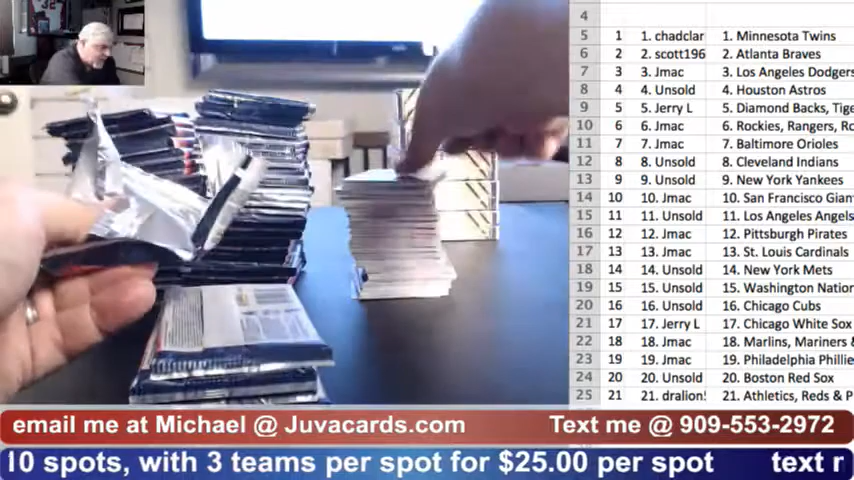 4
5 1 1. chadclar 1. Minnesota Twins
6 2 2. scott196 2. Atlanta Braves
7 3 3. Jmac 3. Los Angeles Dodgers
8 4 4. Unsold 4. Houston Astros
9 5 5. Jerry L 5. Diamond Backs, Tige
10 6 6. Jmac 6. Rockies, Rangers, Ro
11 7 7. Jmac 7. Baltimore Orioles
12 8 8. Unsold 8. Cleveland Indians
13 9 9. Unsold 9. New York Yankees
14 10 10. Jmac 10. San Francisco Gian
15 11 11. Unsold 11. Los Angeles Angels
16 12 12. Jmac 12. Pittsburgh Pirates
17 13 13. Jmac 13. St. Louis Cardinals
18 14 14. Unsold 14. New York Mets
19 15 15. Unsold 15. Washington Nation
20 16 16. Unsold 16. Chicago Cubs
21 17 17. Jerry L 17. Chicago White Sox
22 18 18. Jmac 18. Marlins, Mariners &
23 19 19. Jmac 19. Philadelphia Phillie
24 20 20. Unsold 20. Boston Red Sox
25 21 21. dralion! 21. Athletics, Reds & P
email me at Michael @ Juvacards.com Text me @ 909-553-2972
10 spots, with 3 teams per spot for $25.00 per spot text